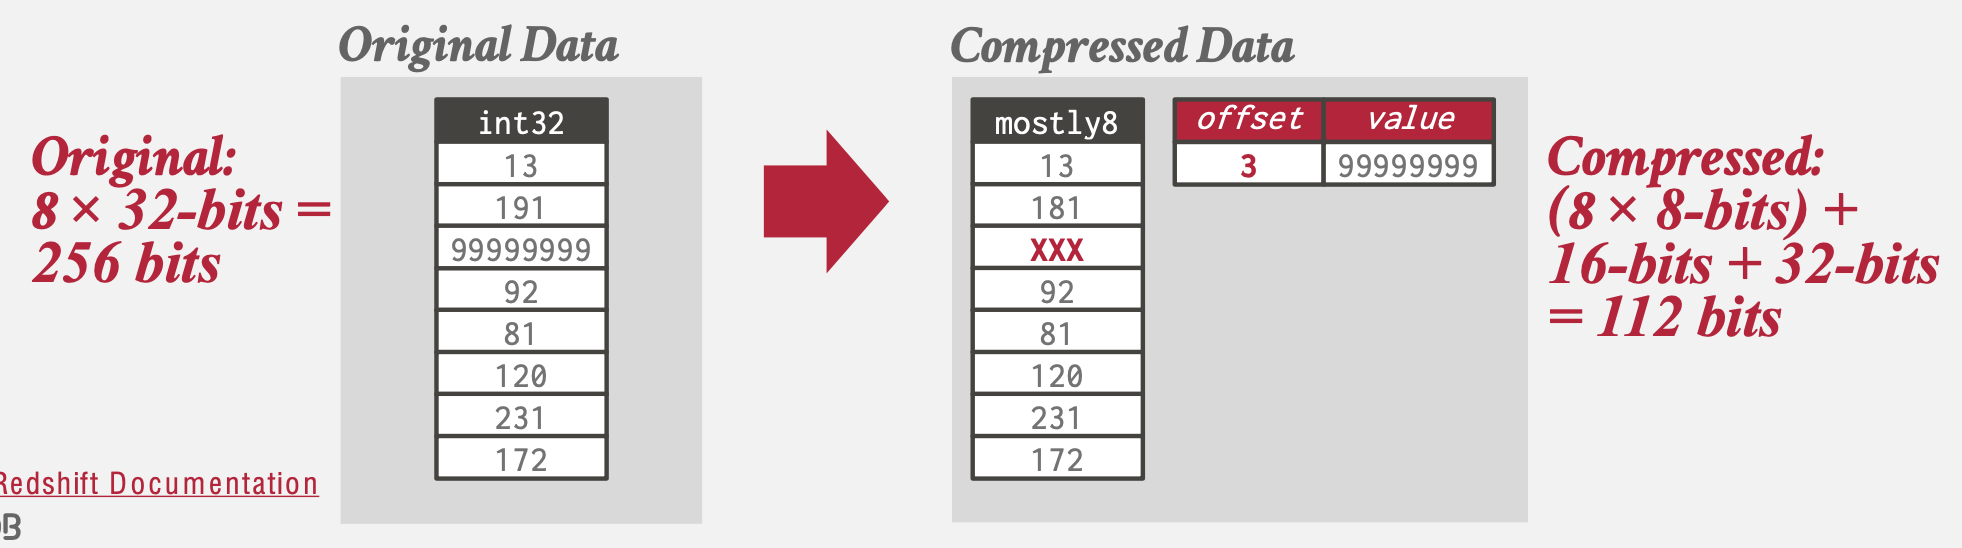 Original Data
Compressed Data
Original:
8 × 32-bits =
256 bits
int32
13
191
99999999
92
81
120
231
172
mostly8
13
181
XXX
92
81
120
231
172
offset value
3 99999999
Compressed:
(8 × 8-bits) +
16-bits + 32-bits
= 112 bits
Redshift Documentation